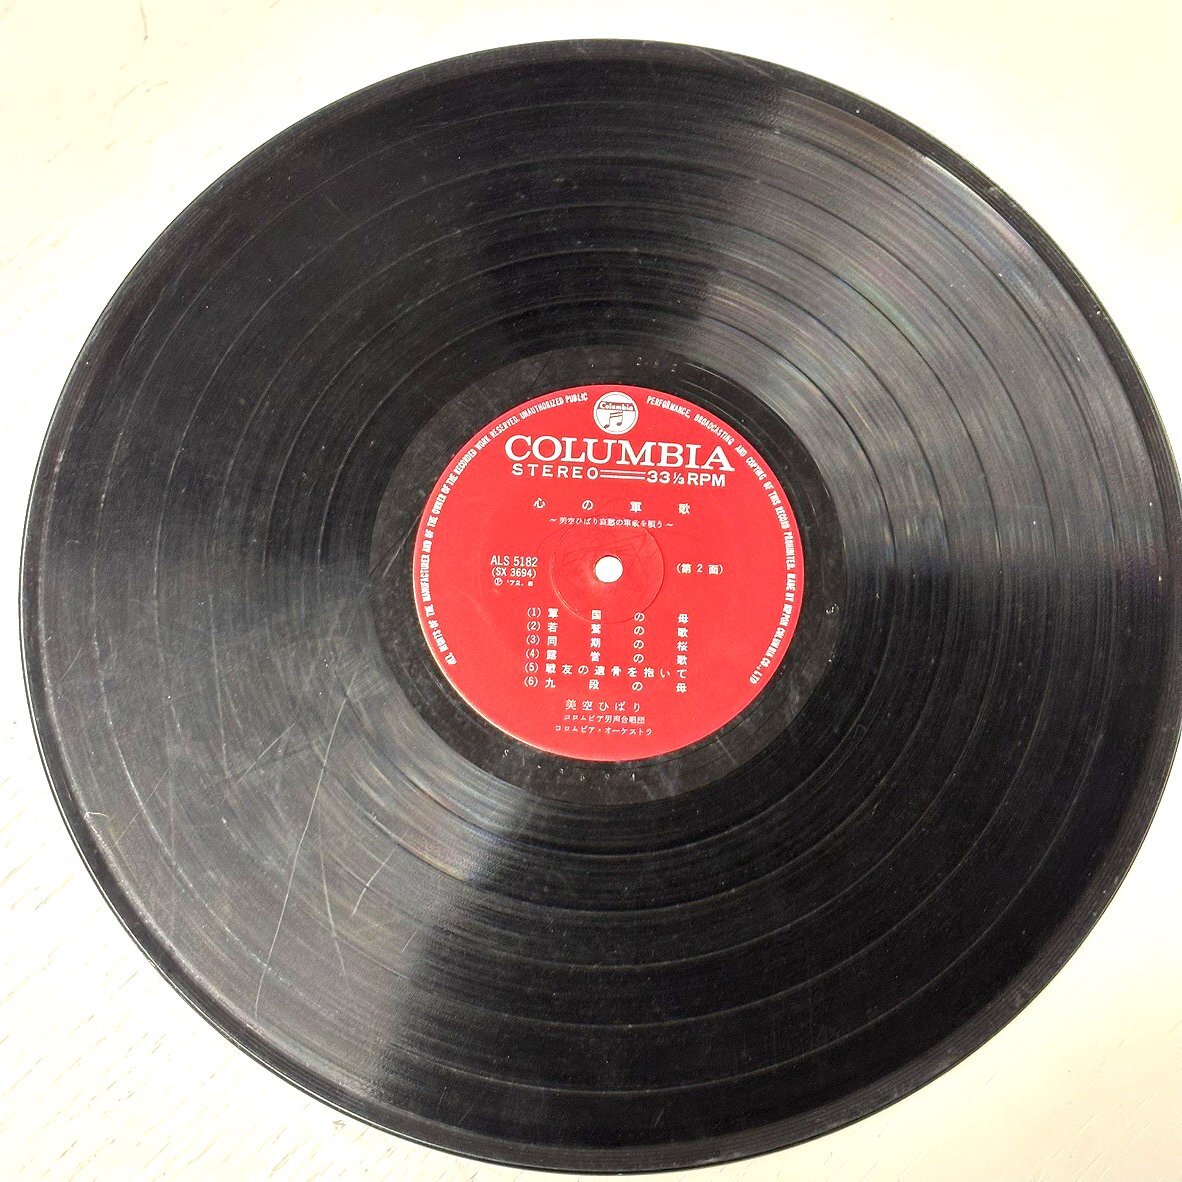 ALL RIGHTS OF THE MANUFACTURER AND OF THE OWNER OF THE RECORDED WORK RESERVED. UNAUTHORIZED PUBLIC PERFORMANCE, BROADCASTING AND COPYING OF THIS RECORD PROHIBITED. MADE BY NIPPON COLUMBIA CO., LTD
Columbia
COLUMBIA
STEREO 33⅓ RPM
心の軍歌
〜美空ひばり哀愁の軍歌を唄う〜
ALS 5182
(SX 3694)
Ⓟ '72. 8
(第2面)
(1) 軍国の母
(2) 若鷲の歌
(3) 同期の桜
(4) 露営の歌
(5) 戦友の遺骨を抱いて
(6) 九段の母
美空ひばり
コロムビア男声合唱団
コロムビア・オーケストラ